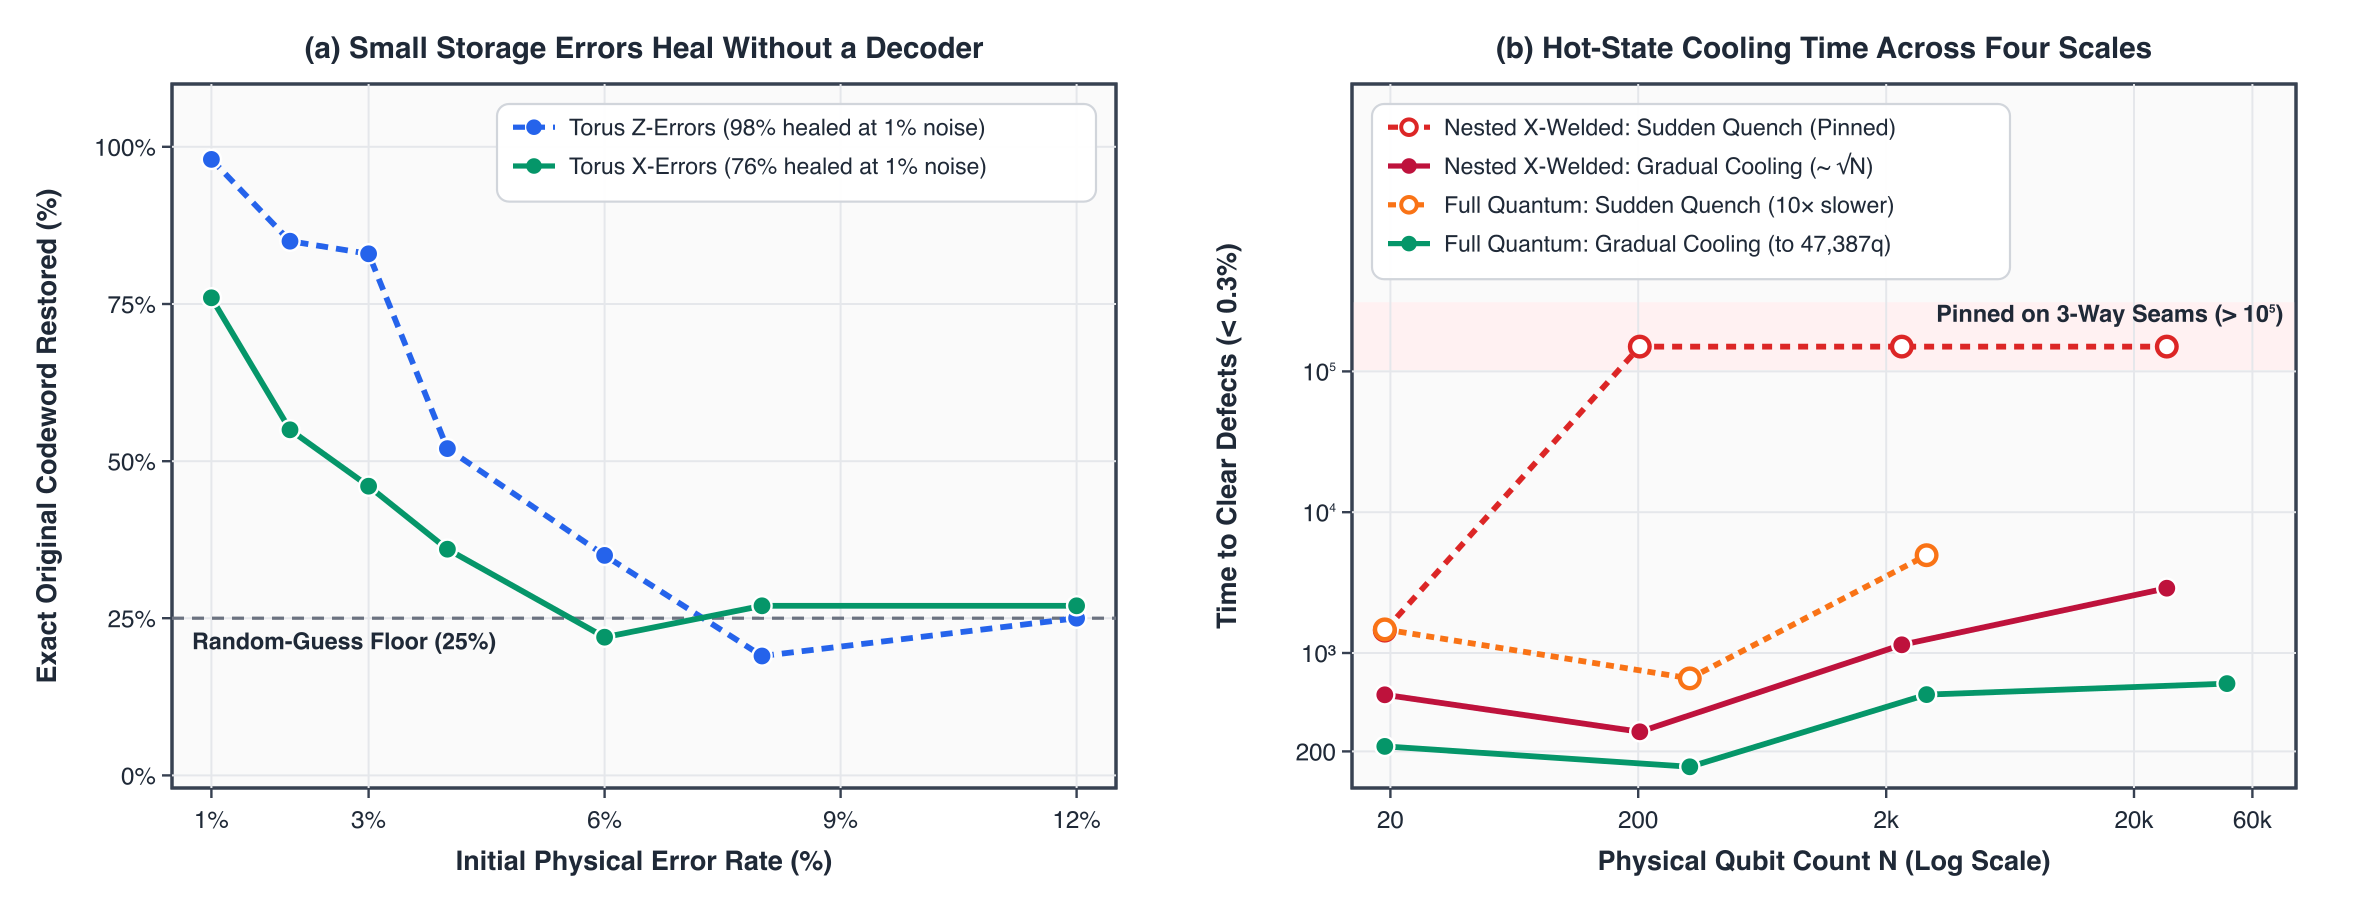 (a) Small Storage Errors Heal Without a Decoder
Torus Z-Errors (98% healed at 1% noise)
Torus X-Errors (76% healed at 1% noise)
Exact Original Codeword Restored (%)
100%
75%
50%
25%
0%
Random-Guess Floor (25%)
1%
3%
6%
9%
12%
Initial Physical Error Rate (%)
(b) Hot-State Cooling Time Across Four Scales
Nested X-Welded: Sudden Quench (Pinned)
Nested X-Welded: Gradual Cooling (~ √N)
Full Quantum: Sudden Quench (10× slower)
Full Quantum: Gradual Cooling (to 47,387q)
Pinned on 3-Way Seams (> 10⁵)
Time to Clear Defects (< 0.3%)
10⁵
10⁴
10³
200
20
200
2k
20k
60k
Physical Qubit Count N (Log Scale)